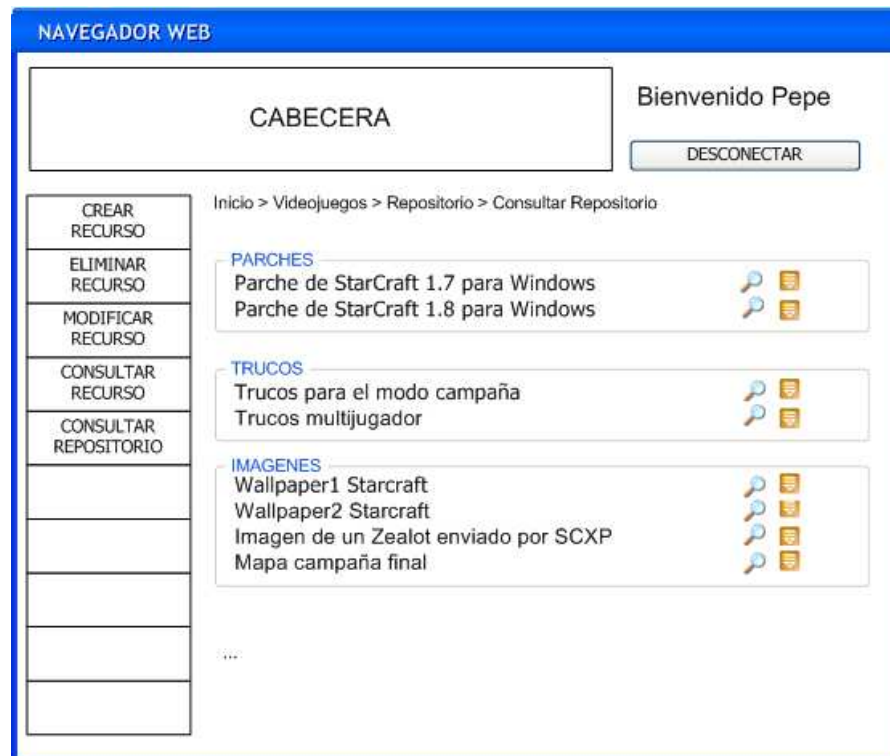 NAVEGADOR WEB
CABECERA
Bienvenido Pepe
DESCONECTAR
CREAR
RECURSO
ELIMINAR
RECURSO
MODIFICAR
RECURSO
CONSULTAR
RECURSO
CONSULTAR
REPOSITORIO
Inicio > Videojuegos > Repositorio > Consultar Repositorio
PARCHES
Parche de StarCraft 1.7 para Windows
Parche de StarCraft 1.8 para Windows
TRUCOS
Trucos para el modo campaña
Trucos multijugador
IMAGENES
Wallpaper1 Starcraft
Wallpaper2 Starcraft
Imagen de un Zealot enviado por SCXP
Mapa campaña final
...